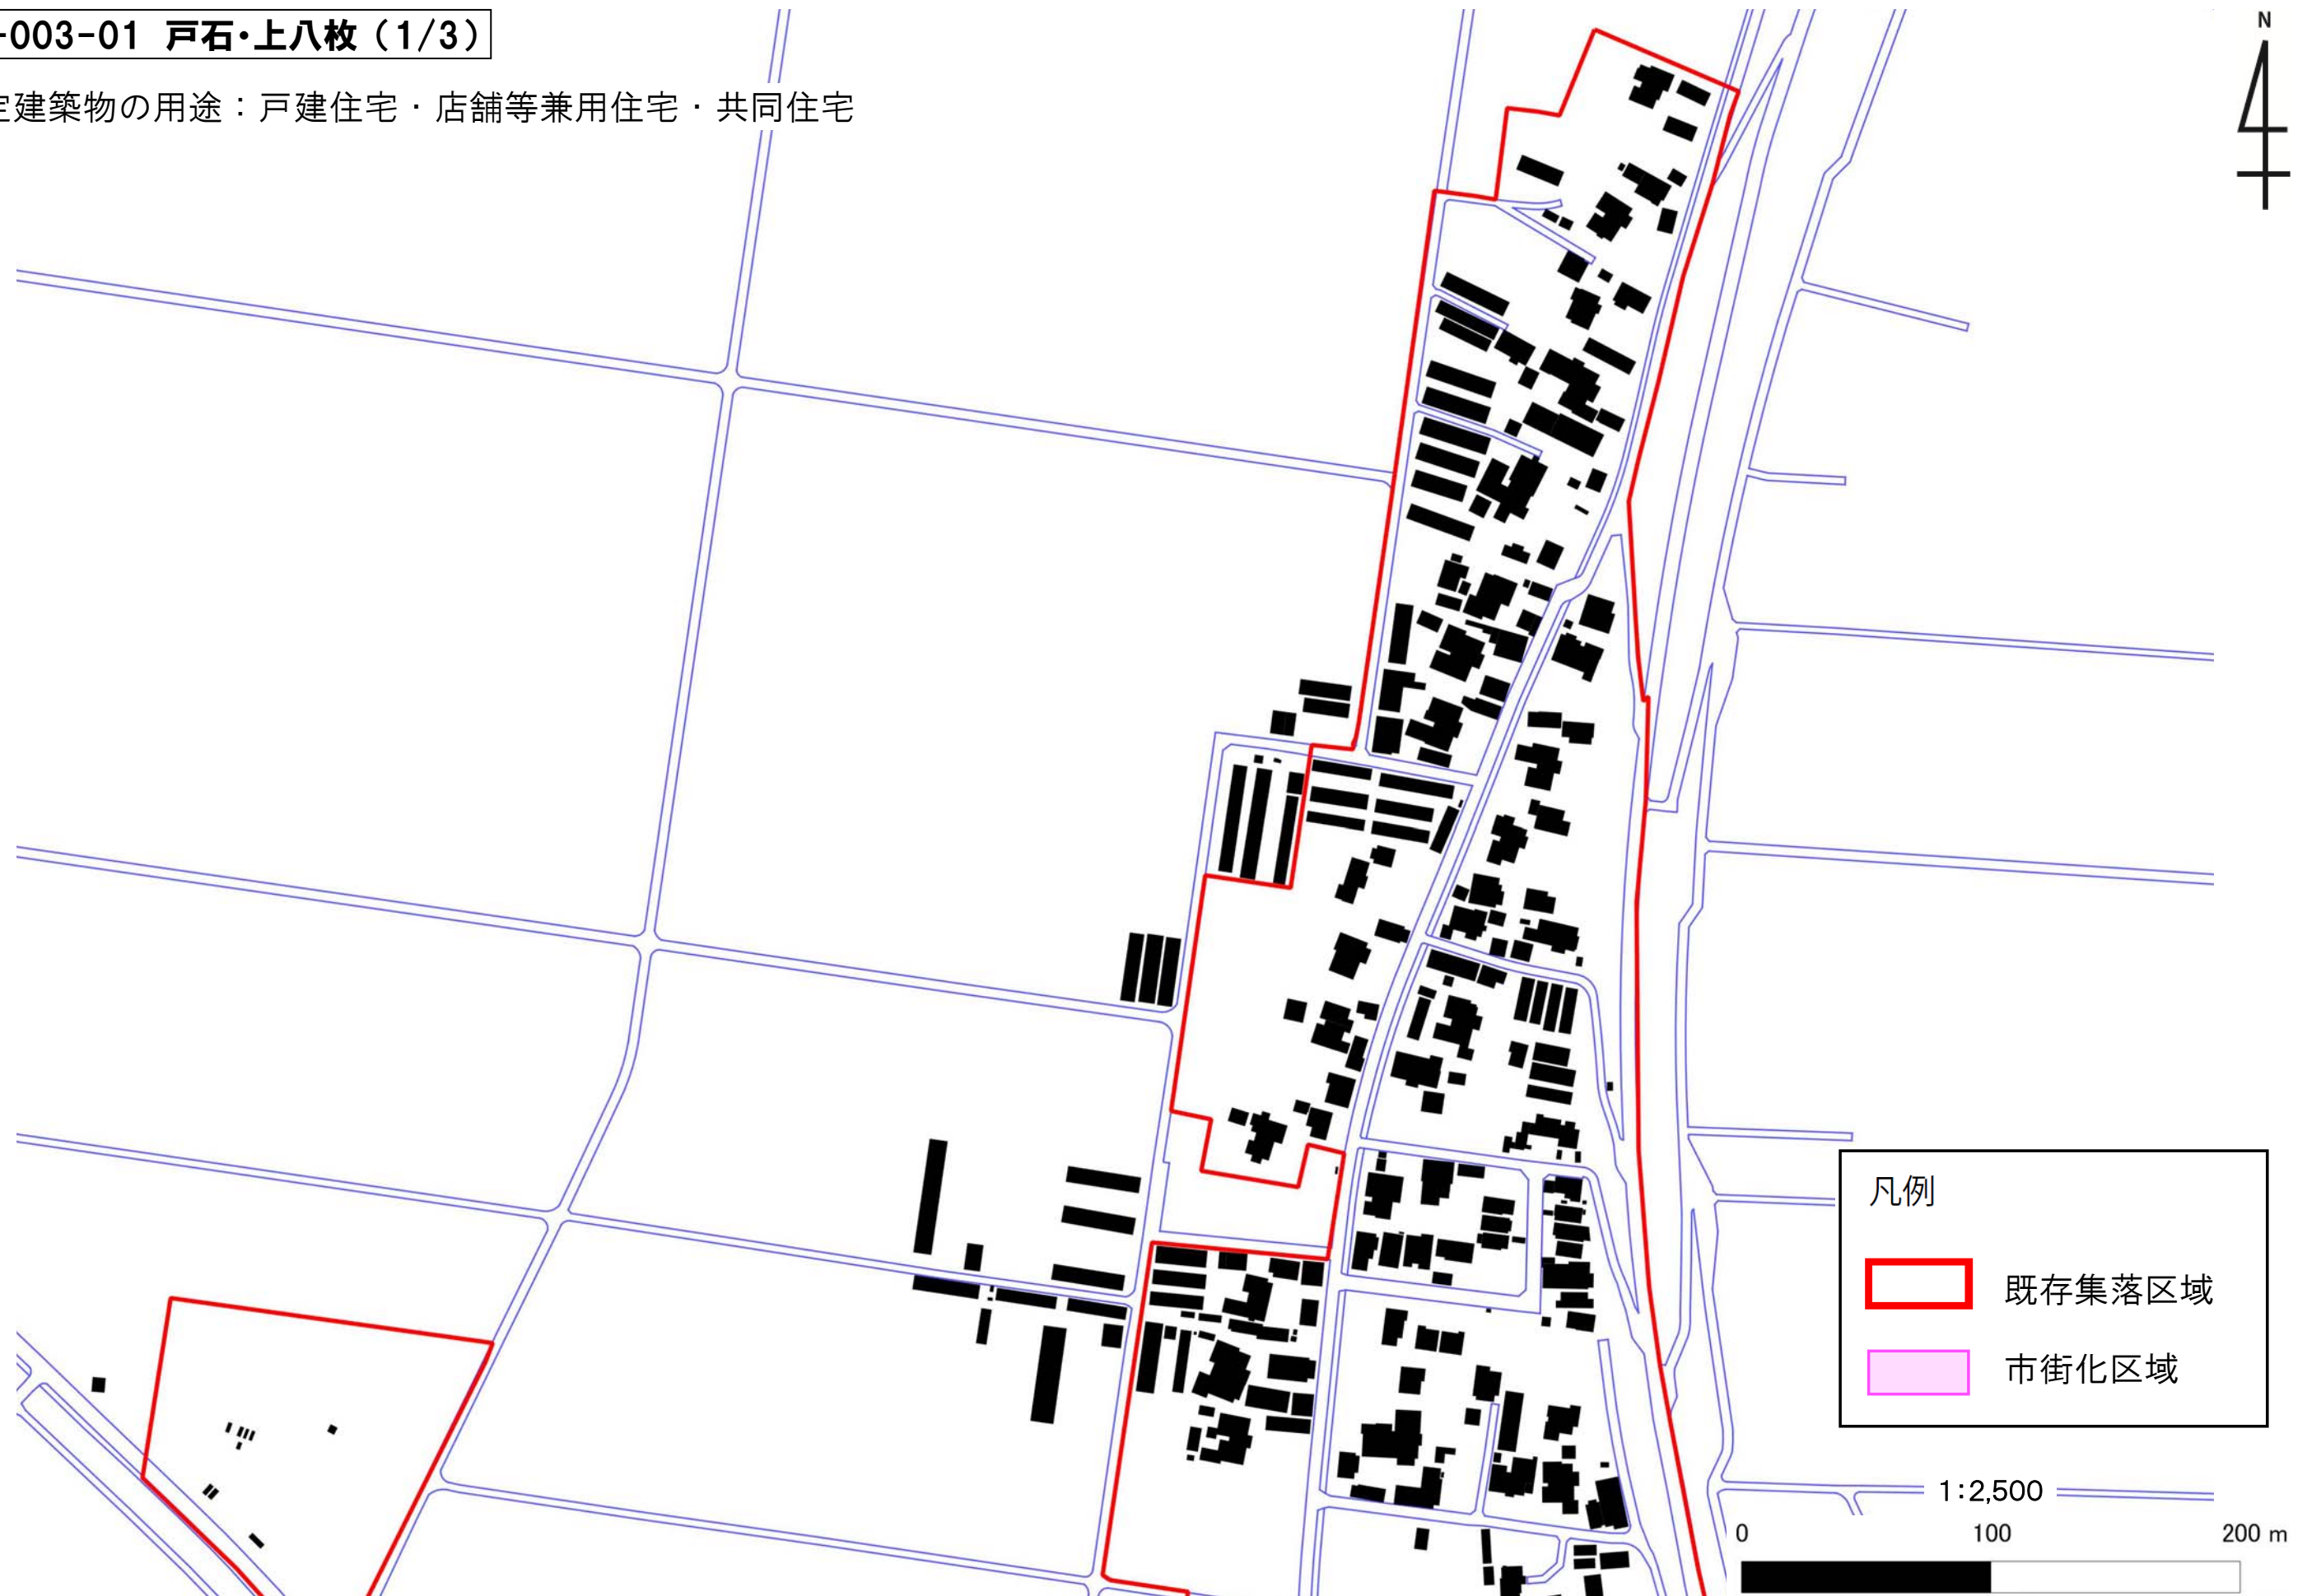 -003-01 戸石・上八枚（1/3）
建築物の用途：戸建住宅・店舗等兼用住宅・共同住宅
N
凡例
既存集落区域
市街化区域
1:2,500
0 100 200 m